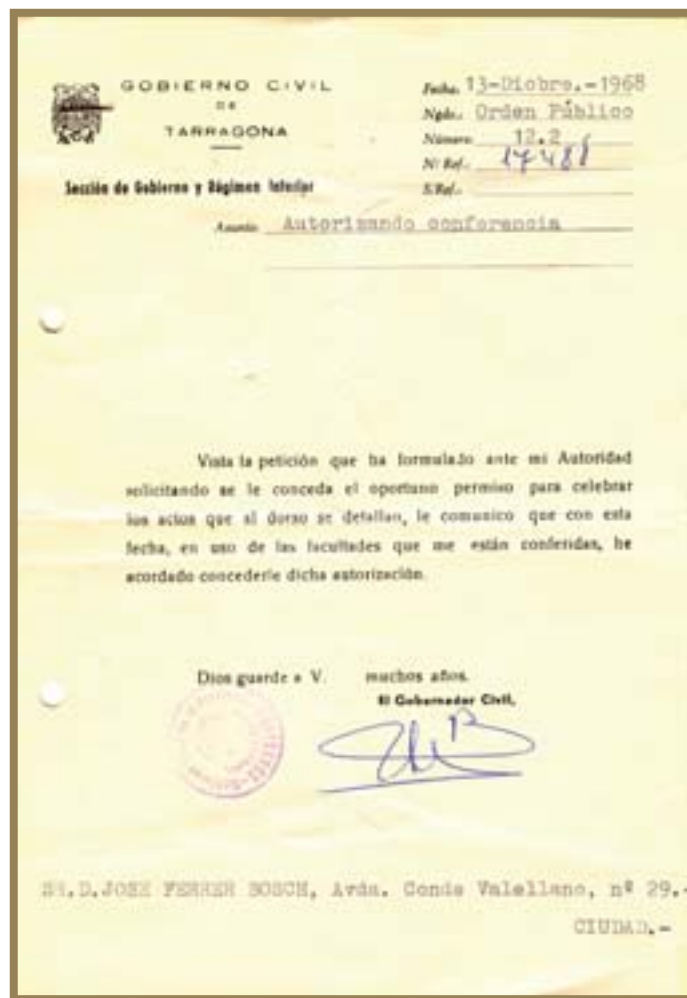 GOBIERNO CIVIL
DE
TARRAGONA
Sección de Gobierno y Régimen Interior
Fecha. 13-Dicbre.-1968
Ngdo.. Orden Público
Número 12.2
N/ Ref.. 17488
S.Ref..
Asunto Autorizando conferencia
Vista la petición que ha formulado ante mi Autoridad
solicitando se le conceda el oportuno permiso para celebrar
los actos que al dorso se detallan, le comunico que con esta
fecha, en uso de las facultades que me están conferidas, he
acordado concederle dicha autorización.
Dios guarde a V. muchos años.
El Gobernador Civil,
SR.D.JOSE FERRER BOSCH, Avda. Conde Valellano, nº 29.-
CIUDAD.-